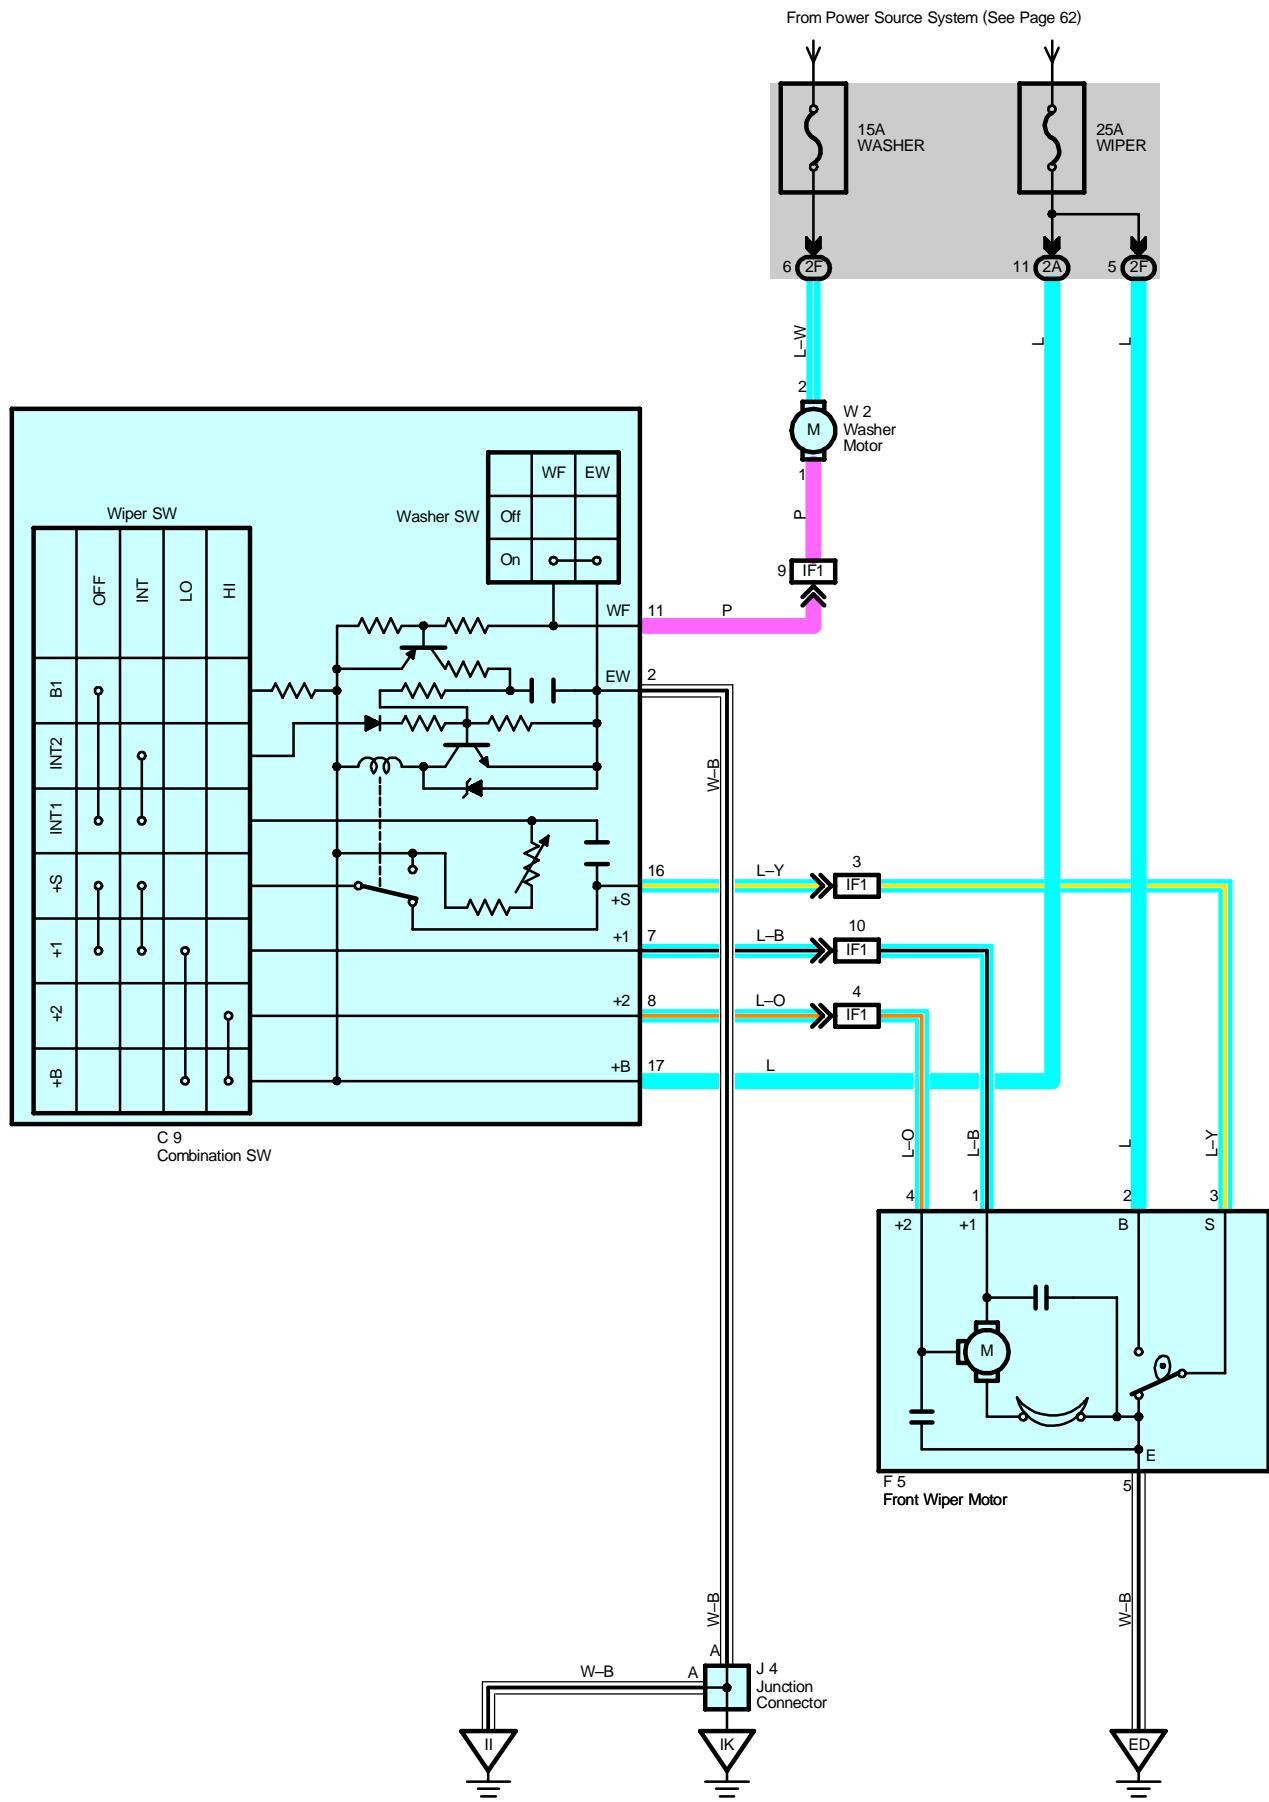 From Power Source System (See Page 62)
15A
WASHER
25A
WIPER
6 2F
11 2A
5 2F
L–W
L
L
2
W 2
Washer
Motor
M
1
P
9 IF1
Wiper SW
OFF
INT
LO
HI
B1
INT2
INT1
+S
+1
+2
+B
Washer SW
WF EW
Off
On
WF 11 P
EW 2
W–B
+S 16 L–Y 3 IF1
+1 7 L–B 10 IF1
+2 8 L–O 4 IF1
+B 17 L
C 9
Combination SW
L–O
L–B
L
L–Y
4 1 2 3
+2 +1 B S
M
E
F 5
Front Wiper Motor
5
W–B
W–B
A
W–B A
J 4
Junction
Connector
II
IK
ED